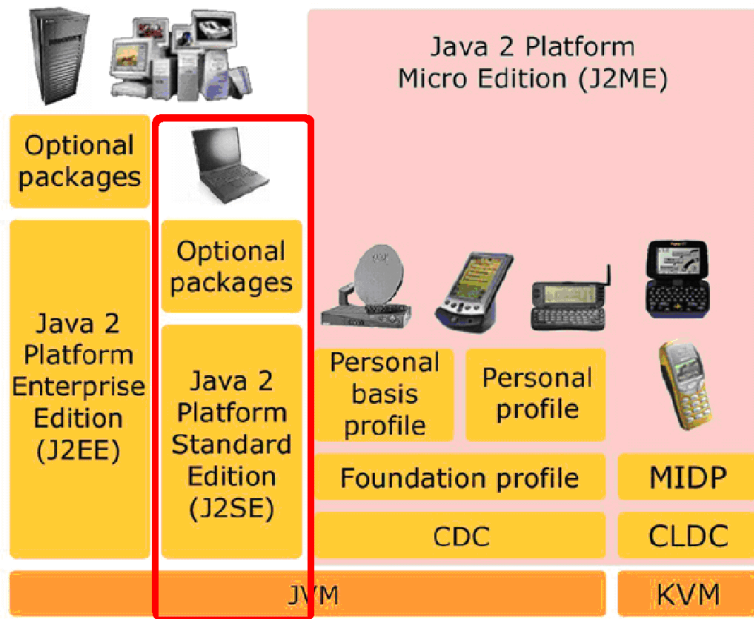 Java 2 Platform
Micro Edition (J2ME)
Optional
packages
Java 2
Platform
Enterprise
Edition
(J2EE)
Optional
packages
Java 2
Platform
Standard
Edition
(J2SE)
Personal
basis
profile
Personal
profile
Foundation profile
MIDP
CDC
CLDC
JVM
KVM